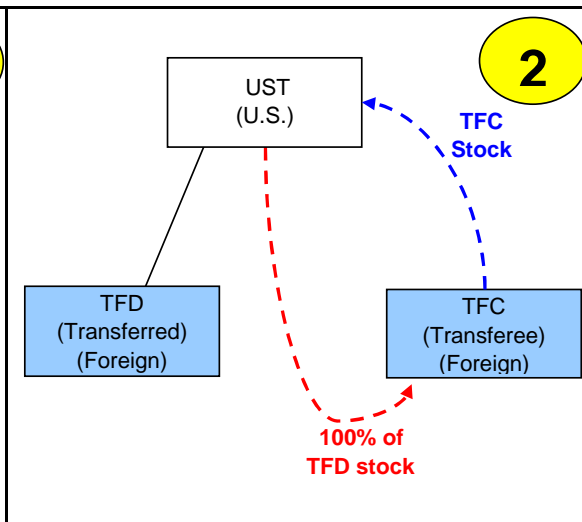 2
UST
(U.S.)
TFC
Stock
TFD
(Transferred)
(Foreign)
TFC
(Transferee)
(Foreign)
100% of
TFD stock